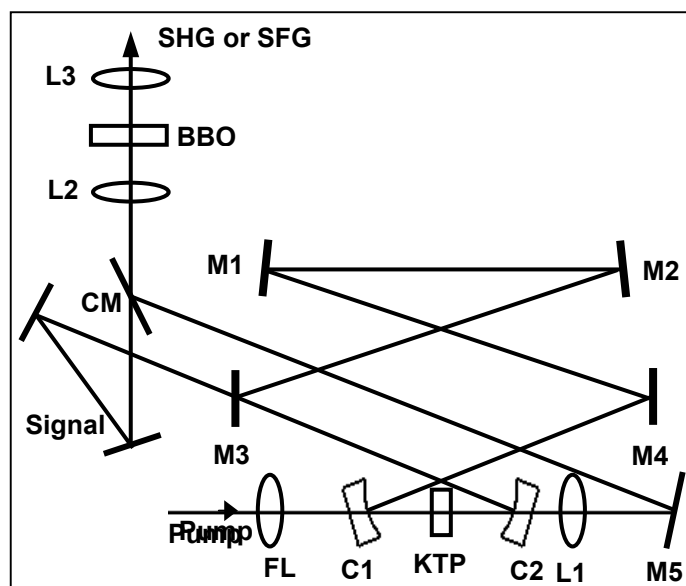 SHG or SFG
L3
BBO
L2
M1
M2
CM
Signal
M3
M4
Pump
Pump
FL
C1
KTP
C2
L1
M5